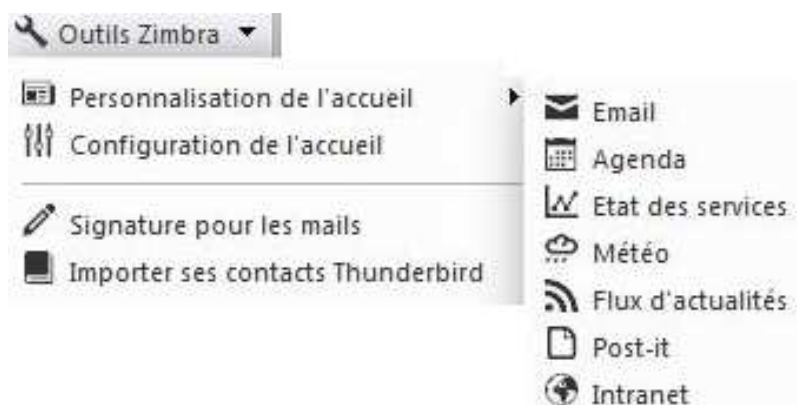 Outils Zimbra
Personnalisation de l'accueil
Configuration de l'accueil
Signature pour les mails
Importer ses contacts Thunderbird
Email
Agenda
Etat des services
Météo
Flux d'actualités
Post-it
Intranet